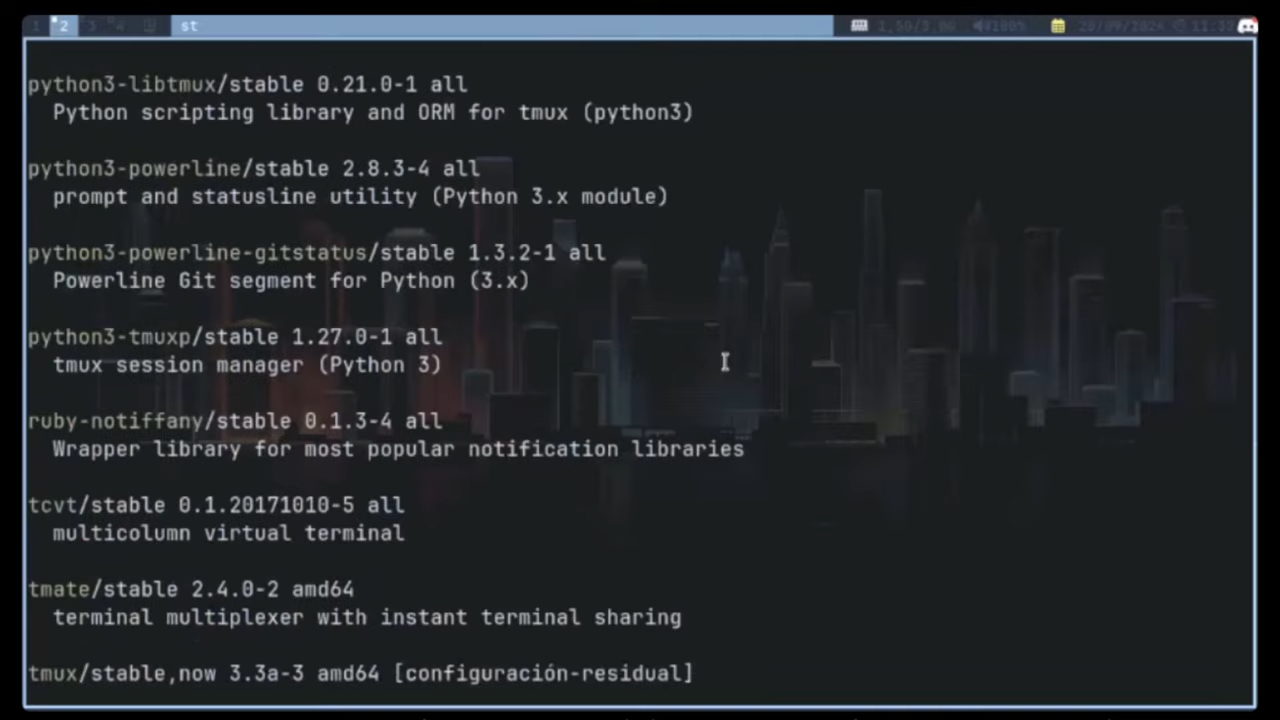 1 2 3 4 st
python3-libtmux/stable 0.21.0-1 all
Python scripting library and ORM for tmux (python3)
python3-powerline/stable 2.8.3-4 all
prompt and statusline utility (Python 3.x module)
python3-powerline-gitstatus/stable 1.3.2-1 all
Powerline Git segment for Python (3.x)
python3-tmuxp/stable 1.27.0-1 all
tmux session manager (Python 3)
ruby-notiffany/stable 0.1.3-4 all
Wrapper library for most popular notification libraries
tcvt/stable 0.1.20171010-5 all
multicolumn virtual terminal
tmate/stable 2.4.0-2 amd64
terminal multiplexer with instant terminal sharing
tmux/stable,now 3.3a-3 amd64 [configuración-residual]